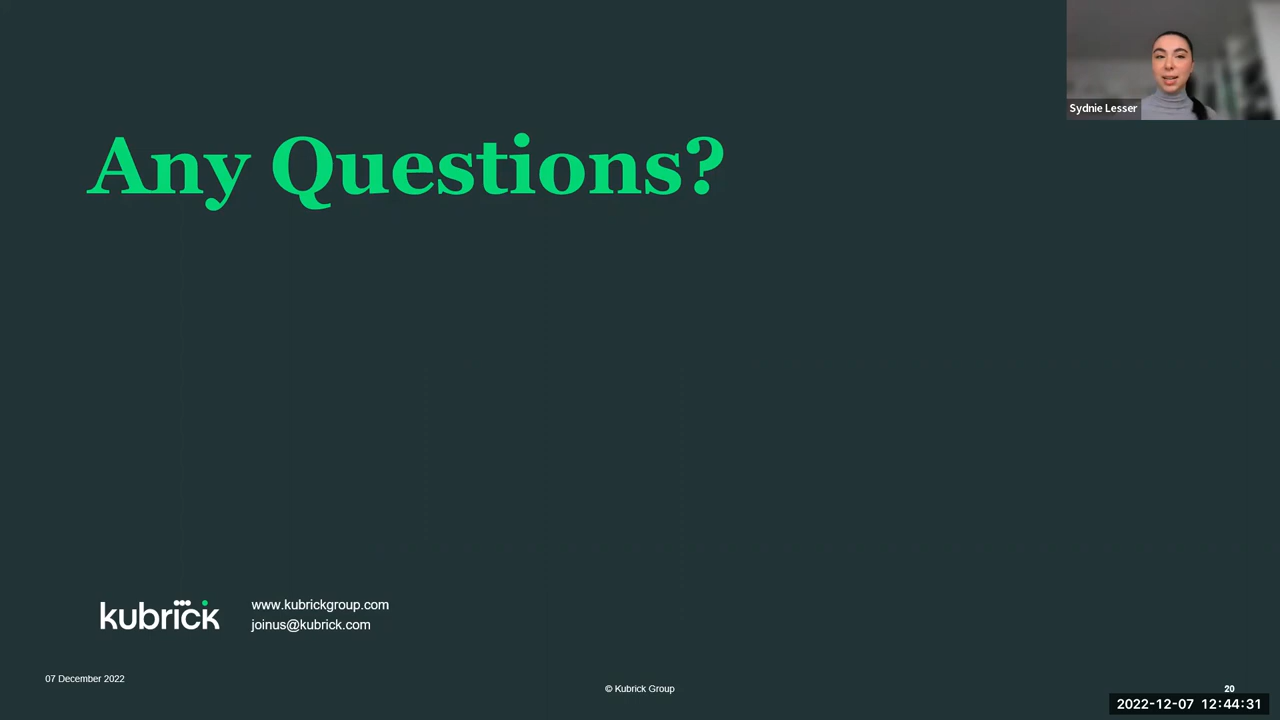 Sydnie Lesser
Any Questions?
kubrick
www.kubrickgroup.com
joinus@kubrick.com
07 December 2022
© Kubrick Group
20
2022-12-07 12:44:31